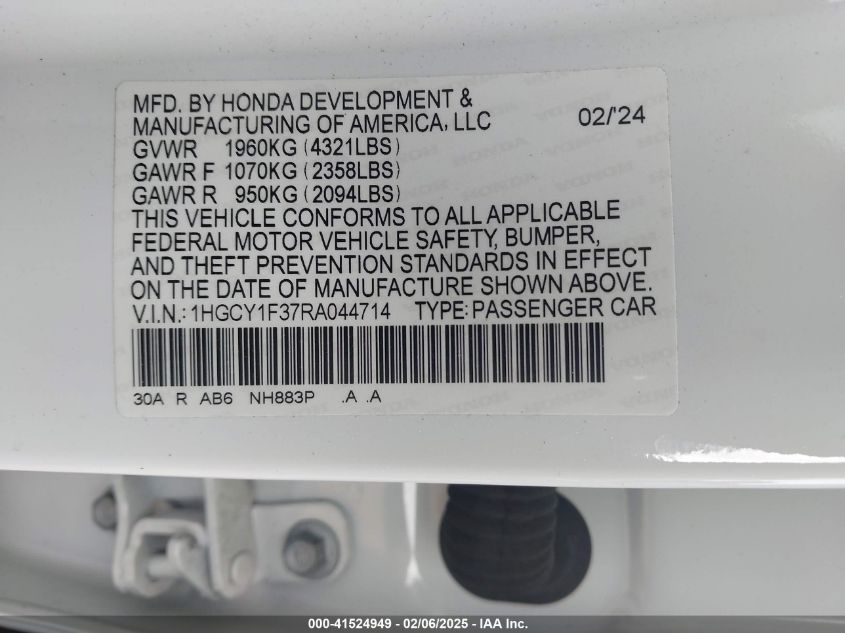 MFD. BY HONDA DEVELOPMENT &
MANUFACTURING OF AMERICA, LLC 02/'24
GVWR 1960KG (4321LBS)
GAWR F 1070KG (2358LBS)
GAWR R 950KG (2094LBS)
THIS VEHICLE CONFORMS TO ALL APPLICABLE
FEDERAL MOTOR VEHICLE SAFETY, BUMPER,
AND THEFT PREVENTION STANDARDS IN EFFECT
ON THE DATE OF MANUFACTURE SHOWN ABOVE.
V.I.N.: 1HGCY1F37RA044714 TYPE: PASSENGER CAR
30A R AB6 NH883P .A .A
000-41524949 - 02/06/2025 - IAA Inc.